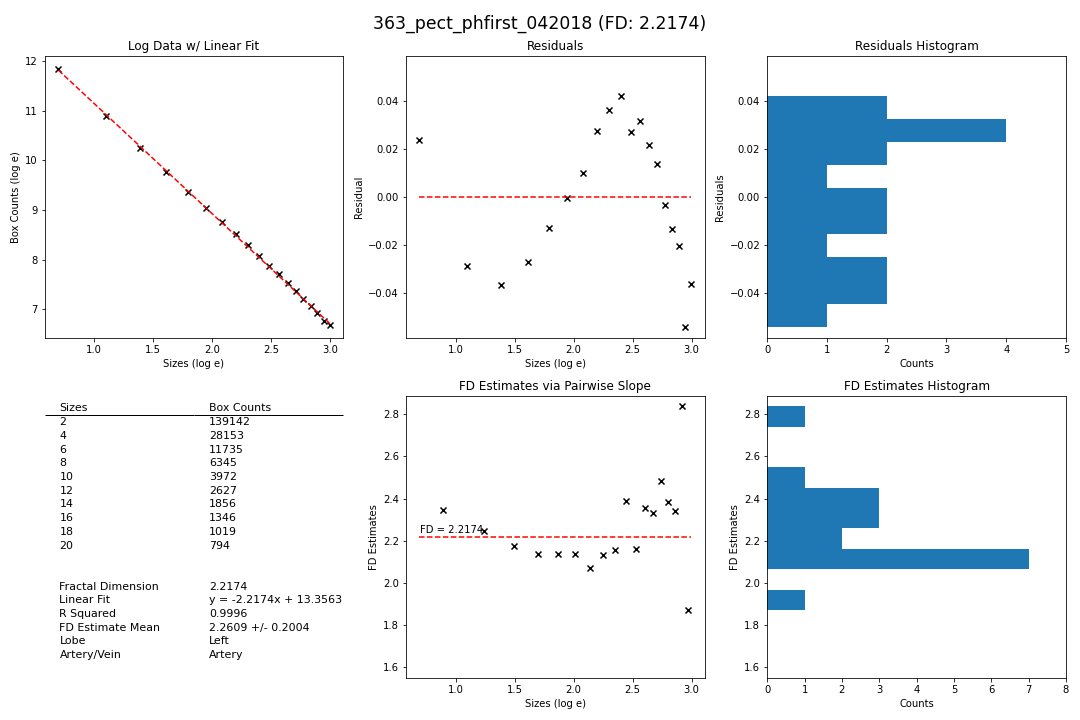 363_pect_phfirst_042018 (FD: 2.2174)
Log Data w/ Linear Fit
Box Counts (log e)
12
11
10
9
8
7
1.0 1.5 2.0 2.5 3.0
Sizes (log e)
Residuals
Residual
0.04
0.02
0.00
−0.02
−0.04
1.0 1.5 2.0 2.5 3.0
Sizes (log e)
Residuals Histogram
Residuals
0.04
0.02
0.00
−0.02
−0.04
0 1 2 3 4 5
Counts
Sizes Box Counts
2 139142
4 28153
6 11735
8 6345
10 3972
12 2627
14 1856
16 1346
18 1019
20 794
Fractal Dimension 2.2174
Linear Fit y = -2.2174x + 13.3563
R Squared 0.9996
FD Estimate Mean 2.2609 +/- 0.2004
Lobe Left
Artery/Vein Artery
FD Estimates via Pairwise Slope
FD Estimates
2.8
2.6
2.4
2.2
2.0
1.8
1.6
FD = 2.2174
1.0 1.5 2.0 2.5 3.0
Sizes (log e)
FD Estimates Histogram
FD Estimates
2.8
2.6
2.4
2.2
2.0
1.8
1.6
0 1 2 3 4 5 6 7 8
Counts